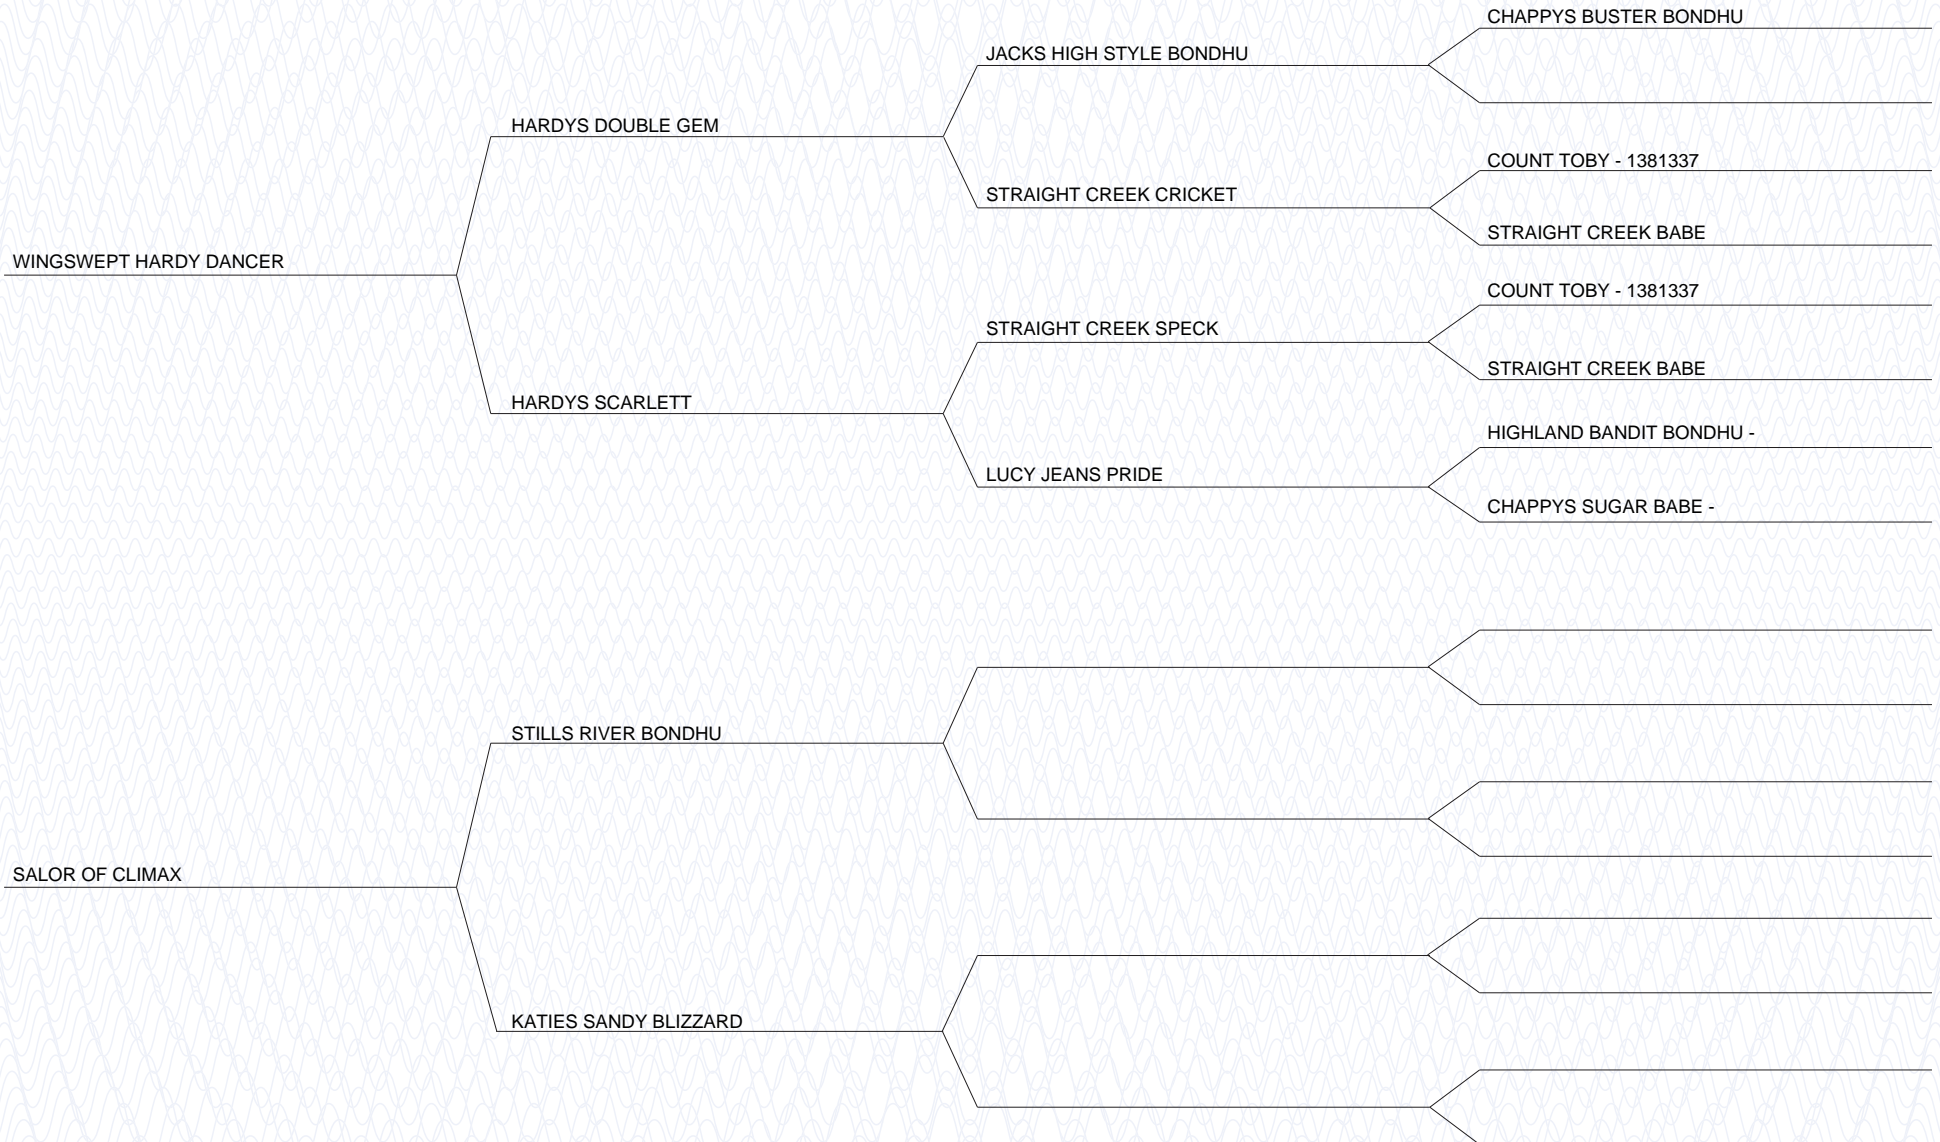 CHAPPYS BUSTER BONDHU
JACKS HIGH STYLE BONDHU
HARDYS DOUBLE GEM
COUNT TOBY - 1381337
STRAIGHT CREEK CRICKET
STRAIGHT CREEK BABE
WINGSWEPT HARDY DANCER
COUNT TOBY - 1381337
STRAIGHT CREEK SPECK
STRAIGHT CREEK BABE
HARDYS SCARLETT
HIGHLAND BANDIT BONDHU -
LUCY JEANS PRIDE
CHAPPYS SUGAR BABE -
STILLS RIVER BONDHU
SALOR OF CLIMAX
KATIES SANDY BLIZZARD